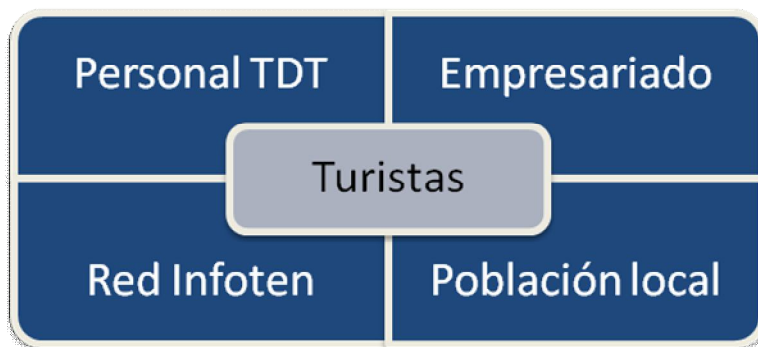 Personal TDT
Empresariado
Turistas
Red Infoten
Población local